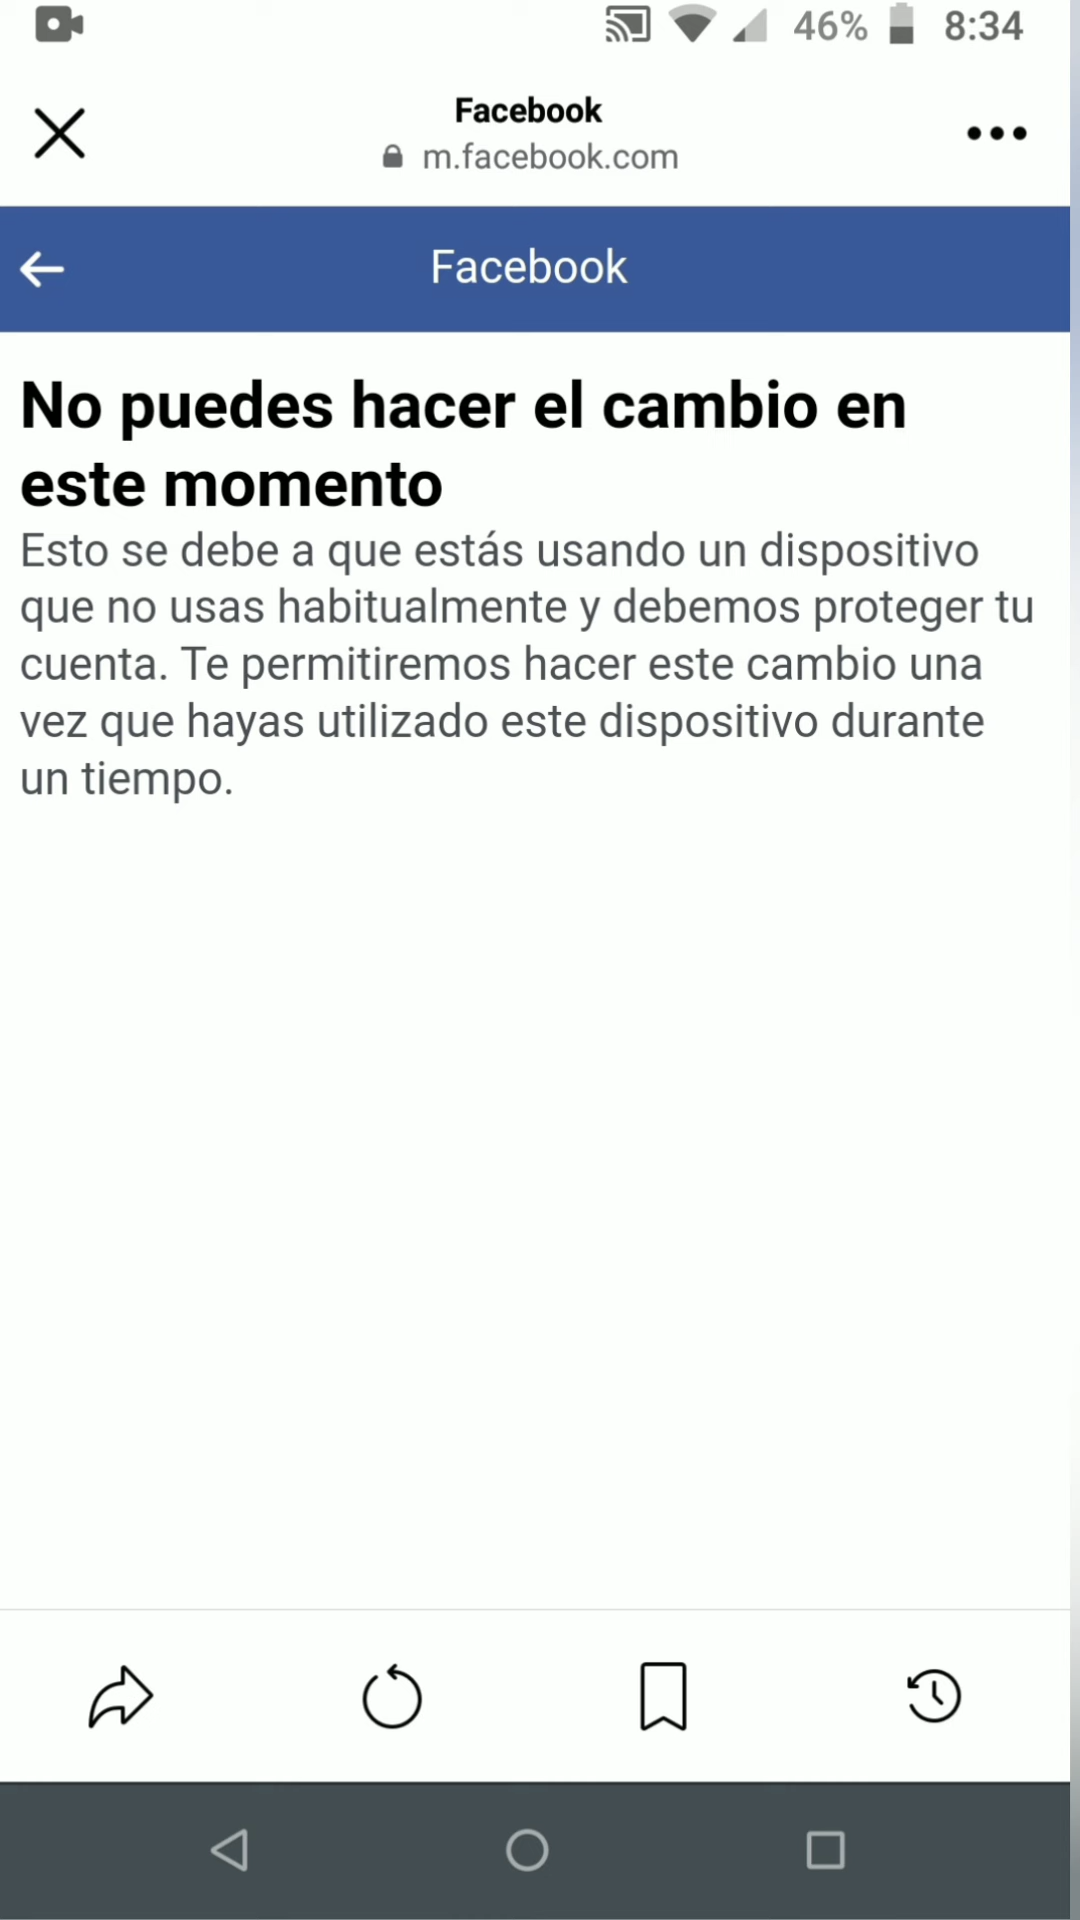 46% 8:34
Facebook
m.facebook.com
Facebook
No puedes hacer el cambio en
este momento
Esto se debe a que estás usando un dispositivo
que no usas habitualmente y debemos proteger tu
cuenta. Te permitiremos hacer este cambio una
vez que hayas utilizado este dispositivo durante
un tiempo.